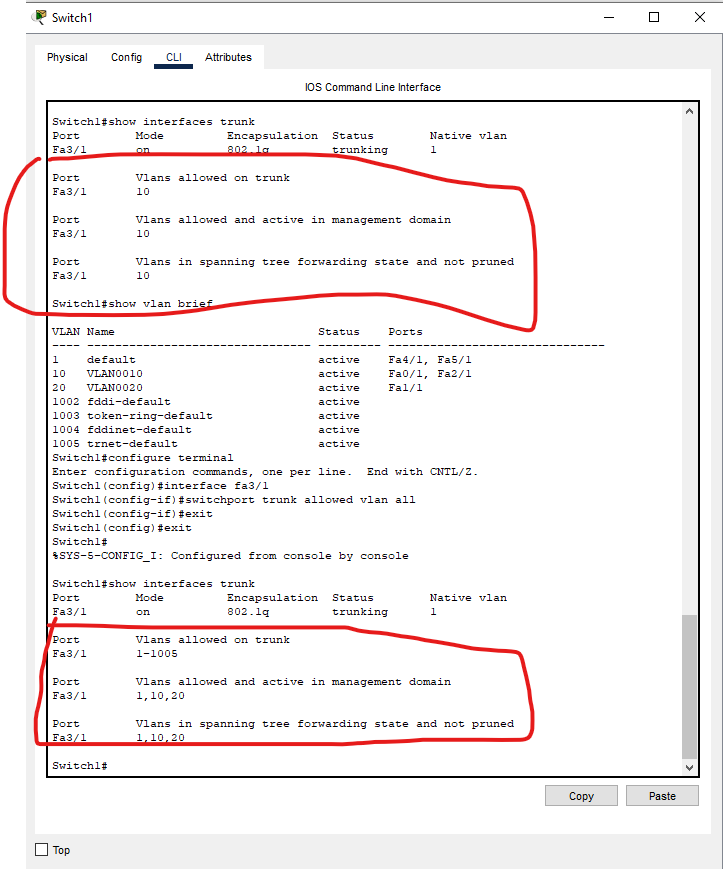 Switch1
Physical Config CLI Attributes
IOS Command Line Interface
Switch1#show interfaces trunk
Port Mode Encapsulation Status Native vlan
Fa3/1 on 802.1q trunking 1
Port Vlans allowed on trunk
Fa3/1 10
Port Vlans allowed and active in management domain
Fa3/1 10
Port Vlans in spanning tree forwarding state and not pruned
Fa3/1 10
Switch1#show vlan brief
VLAN Name Status Ports
---- -------------------------------- --------- -------------------------------
1 default active Fa4/1, Fa5/1
10 VLAN0010 active Fa0/1, Fa2/1
20 VLAN0020 active Fa1/1
1002 fddi-default active
1003 token-ring-default active
1004 fddinet-default active
1005 trnet-default active
Switch1#configure terminal
Enter configuration commands, one per line. End with CNTL/Z.
Switch1(config)#interface fa3/1
Switch1(config-if)#switchport trunk allowed vlan all
Switch1(config-if)#exit
Switch1(config)#exit
Switch1#
%SYS-5-CONFIG_I: Configured from console by console
Switch1#show interfaces trunk
Port Mode Encapsulation Status Native vlan
Fa3/1 on 802.1q trunking 1
Port Vlans allowed on trunk
Fa3/1 1-1005
Port Vlans allowed and active in management domain
Fa3/1 1,10,20
Port Vlans in spanning tree forwarding state and not pruned
Fa3/1 1,10,20
Switch1#
Copy Paste
Top